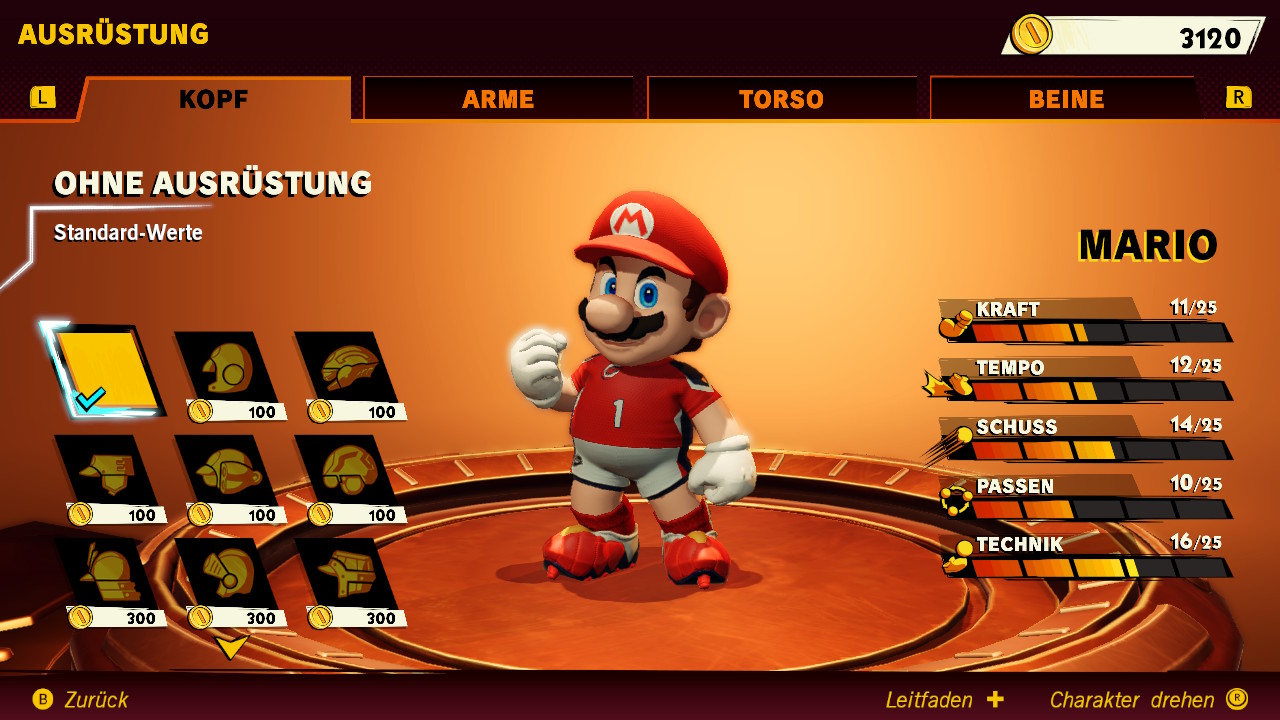 AUSRÜSTUNG
3120
L
KOPF
ARME
TORSO
BEINE
R
OHNE AUSRÜSTUNG
Standard-Werte
MARIO
M
1
KRAFT 11/25
TEMPO 12/25
SCHUSS 14/25
PASSEN 10/25
TECHNIK 16/25
100
100
100
100
100
300
300
300
B Zurück
Leitfaden
Charakter drehen R